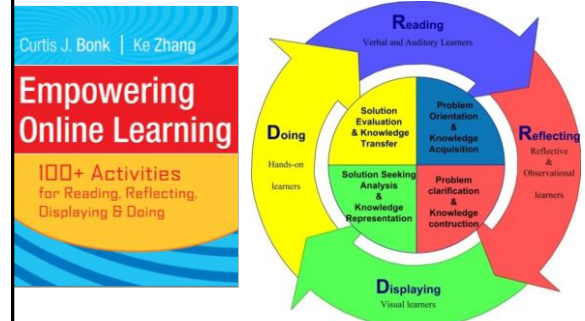 Curtis J. Bonk | Ke Zhang
Empowering
Online Learning
100+ Activities
for Reading, Reflecting,
Displaying & Doing
Reading
Verbal and Auditory Learners
Reflecting
Reflective
&
Observational
learners
Displaying
Visual learners
Doing
Hands-on
learners
Solution
Evaluation
& Knowledge
Transfer
Problem
Orientation
&
Knowledge
Acquisition
Solution Seeking
Analysis
&
Knowledge
Representation
Problem
clarification
&
Knowledge
contruction